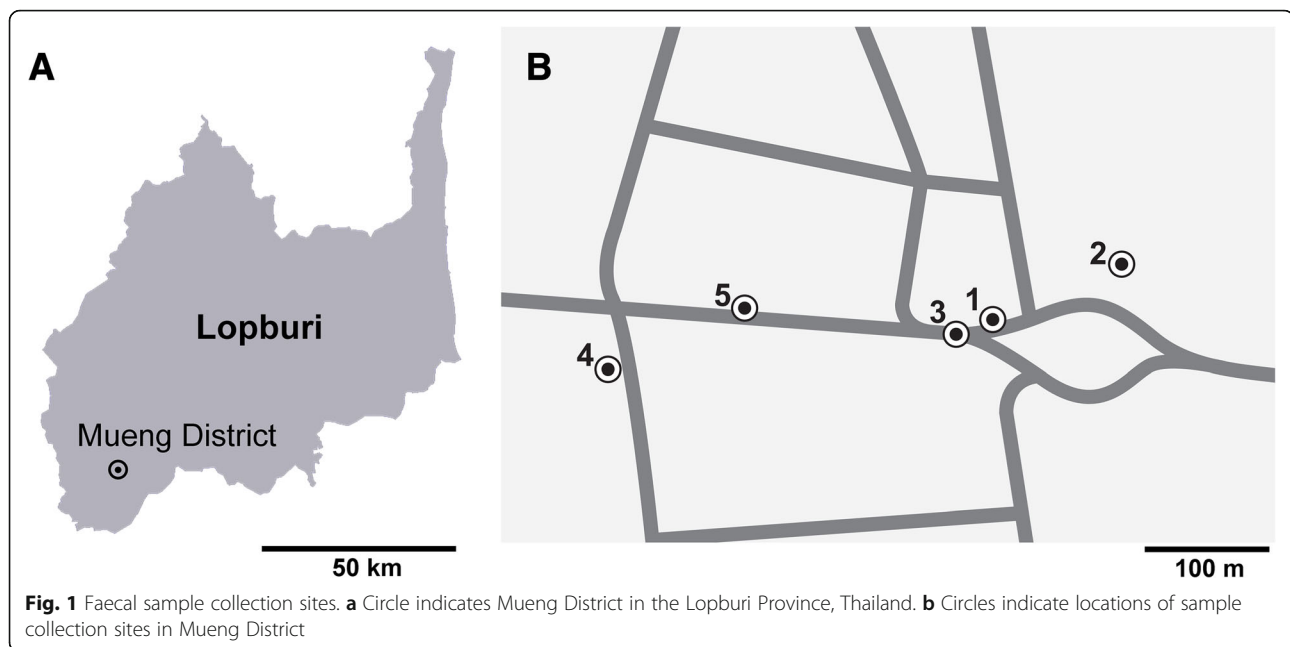 A
B
Lopburi
Mueng District
50 km
2
1
3
5
4
100 m
Fig. 1 Faecal sample collection sites. a Circle indicates Mueng District in the Lopburi Province, Thailand. b Circles indicate locations of sample
collection sites in Mueng District